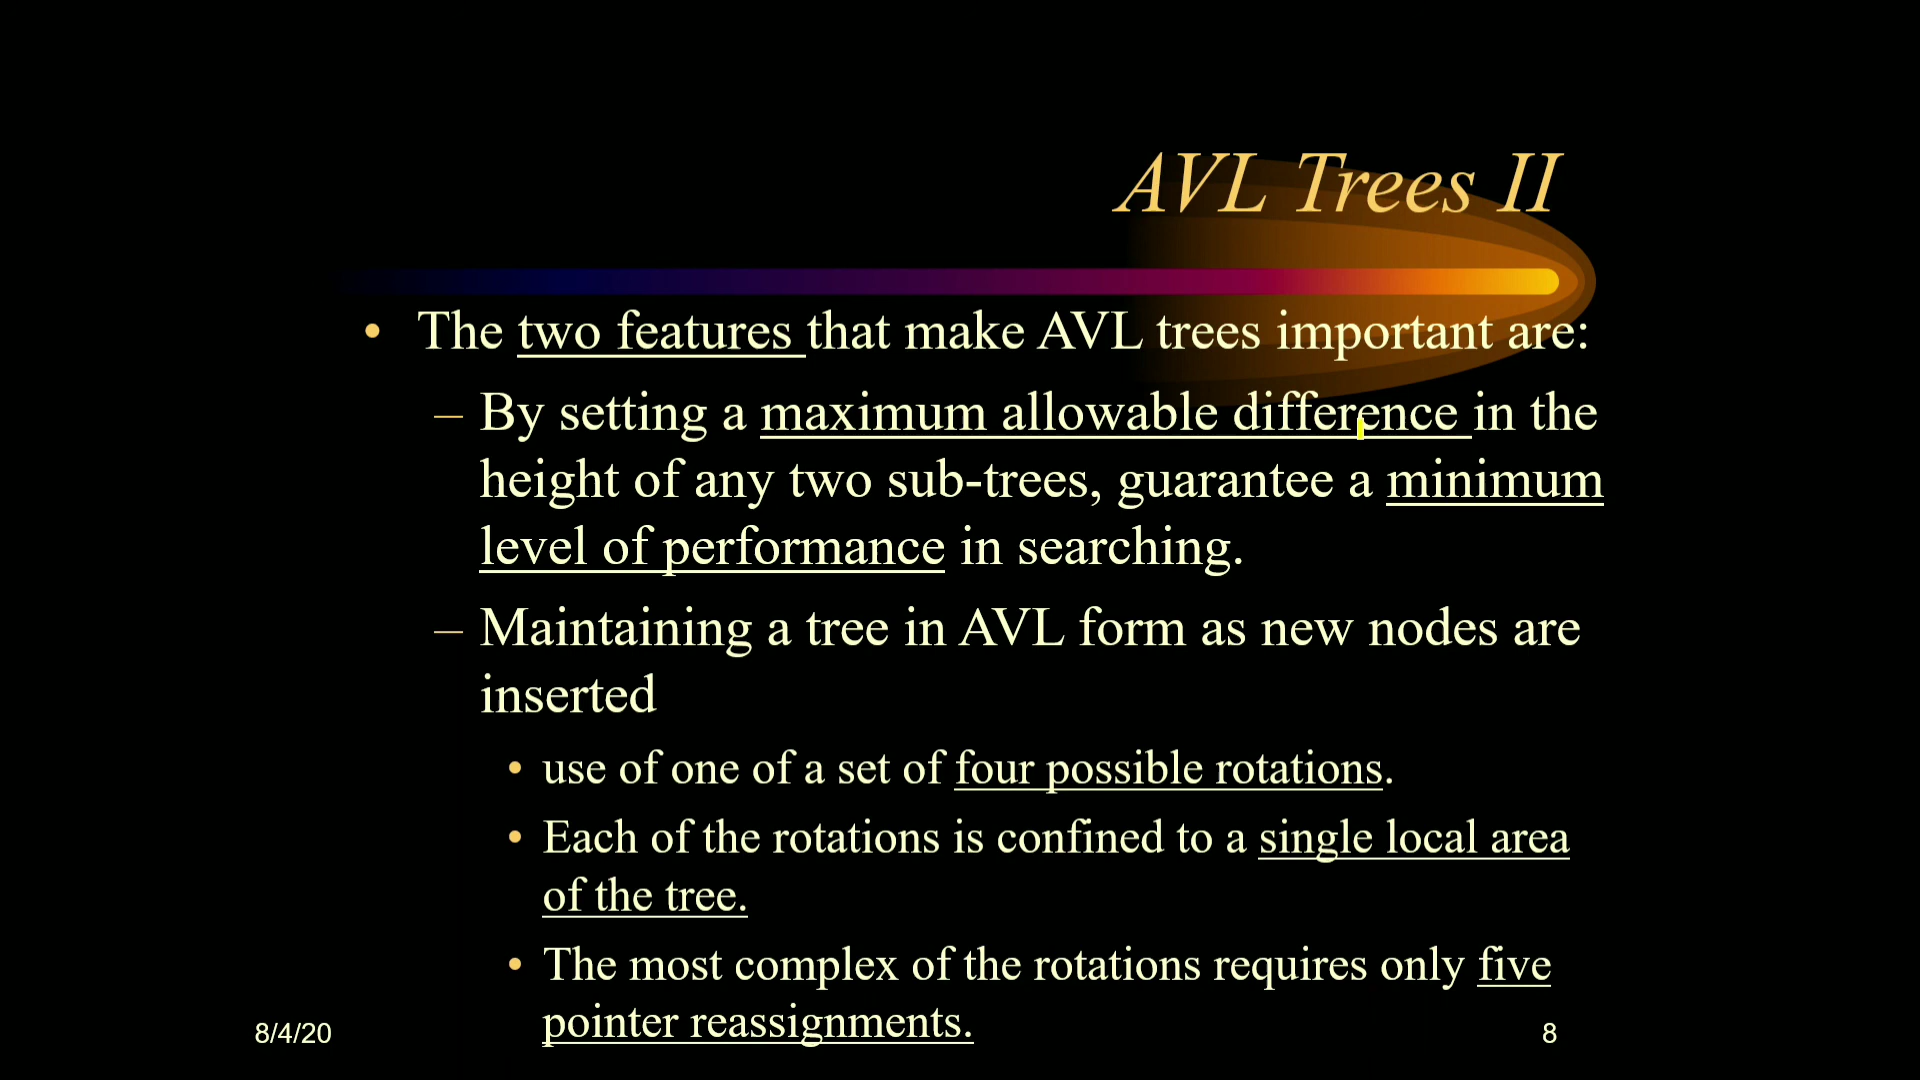 AVL Trees II
• The two features that make AVL trees important are:
– By setting a maximum allowable difference in the
height of any two sub-trees, guarantee a minimum
level of performance in searching.
– Maintaining a tree in AVL form as new nodes are
inserted
• use of one of a set of four possible rotations.
• Each of the rotations is confined to a single local area
of the tree.
• The most complex of the rotations requires only five
pointer reassignments.
8/4/20
8